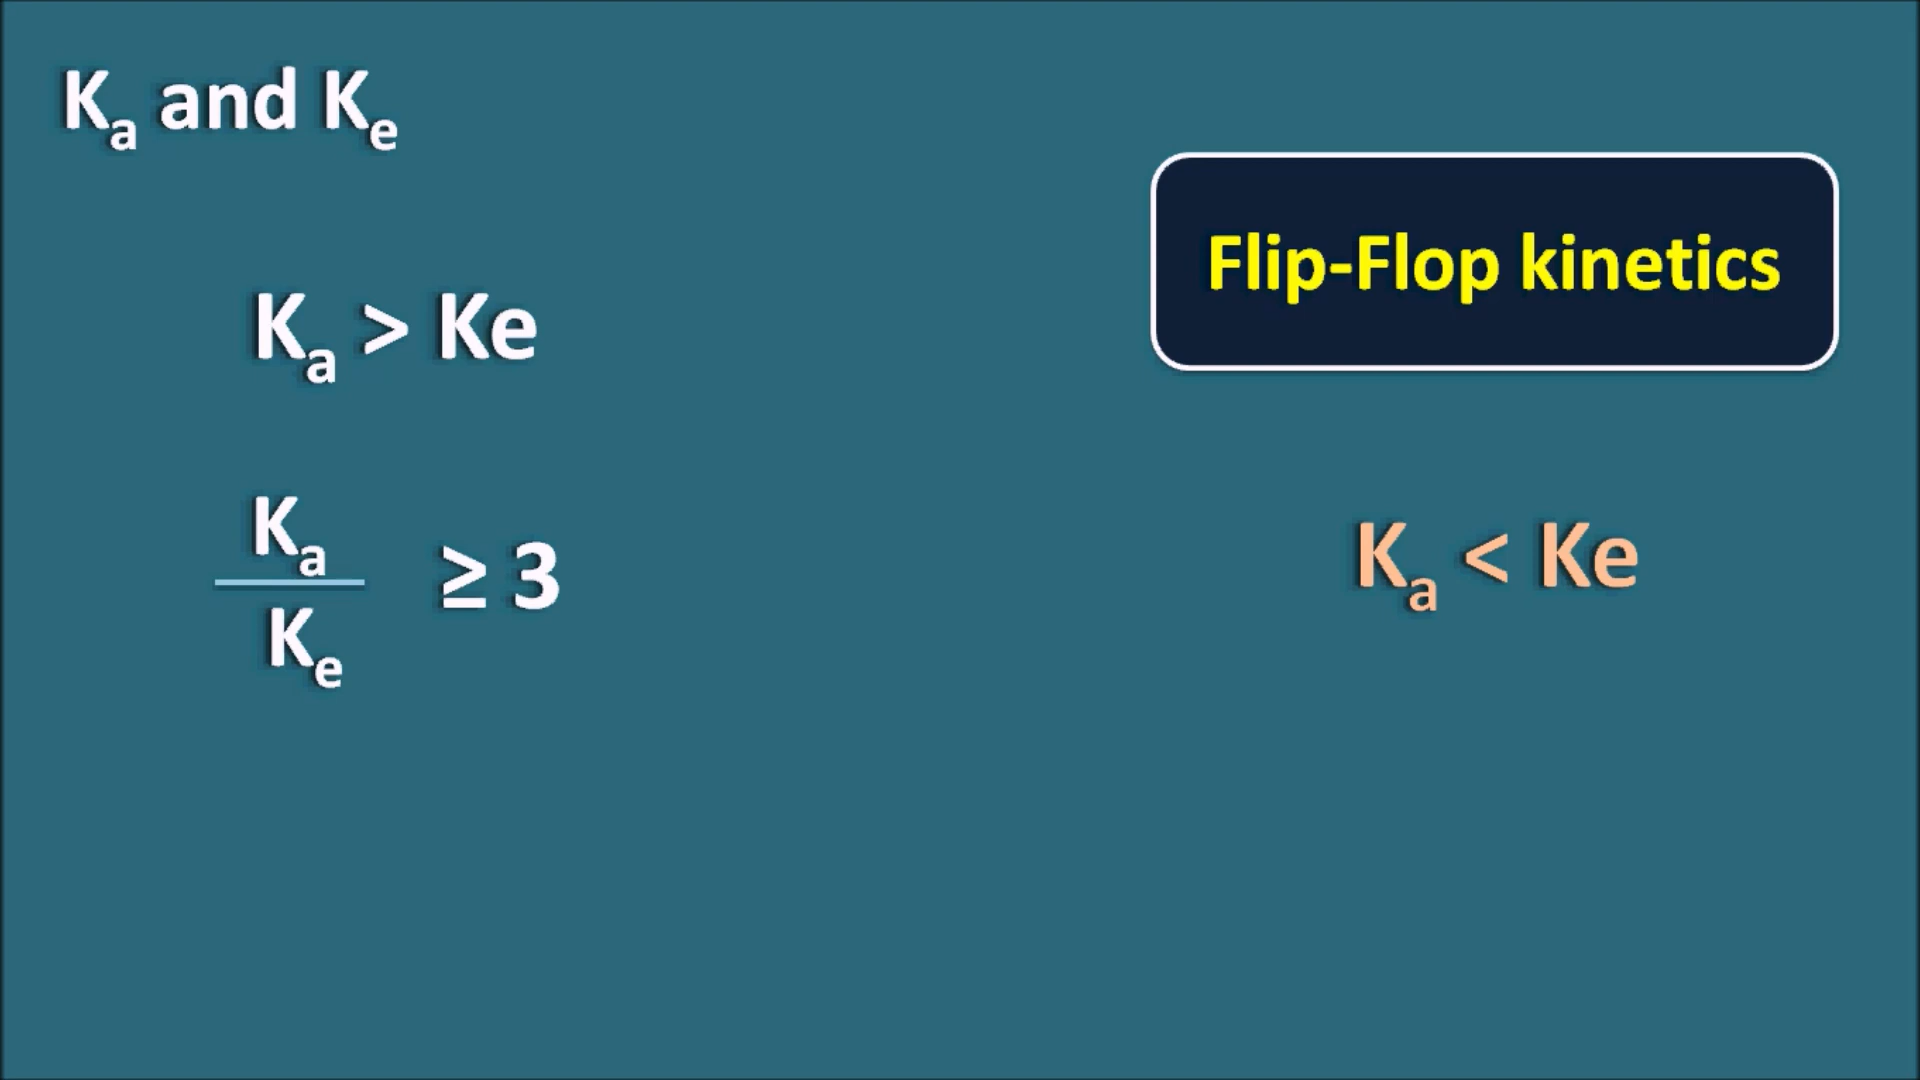 Kₐ and Kₑ
Flip-Flop kinetics
Kₐ > Ke
Kₐ
≥ 3
Kₑ
Kₐ < Ke